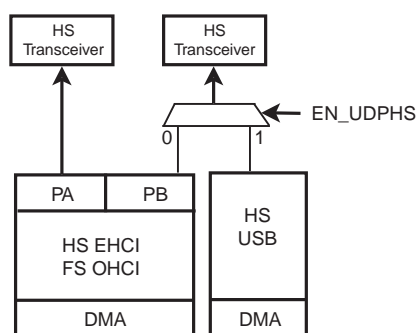 HS
Transceiver
HS
Transceiver
EN_UDPHS
0
1
PA
PB
HS EHCI
FS OHCI
HS
USB
DMA
DMA